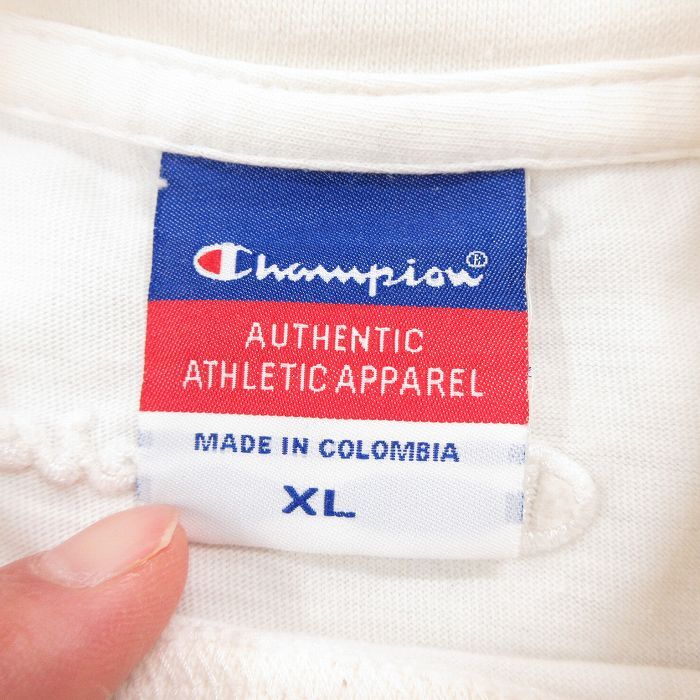 Champion®
AUTHENTIC
ATHLETIC APPAREL
MADE IN COLOMBIA
XL